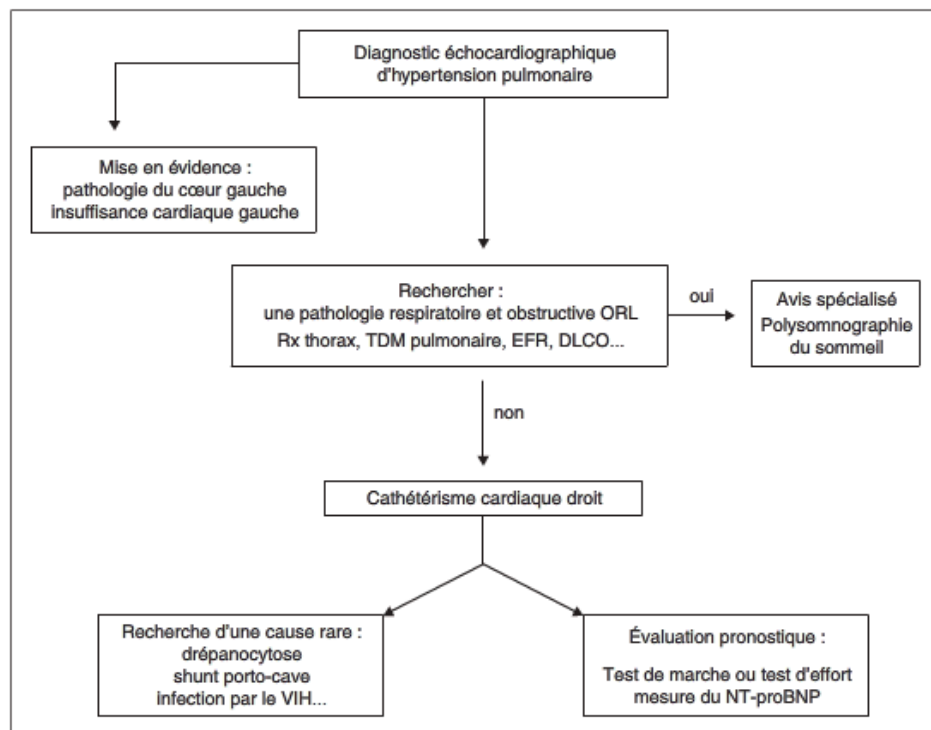 Diagnostic échocardiographique
d'hypertension pulmonaire
Mise en évidence :
pathologie du cœur gauche
insuffisance cardiaque gauche
Rechercher :
une pathologie respiratoire et obstructive ORL
Rx thorax, TDM pulmonaire, EFR, DLCO...
oui
Avis spécialisé
Polysomnographie
du sommeil
non
Cathétérisme cardiaque droit
Recherche d'une cause rare :
drépanocytose
shunt porto-cave
infection par le VIH...
Évaluation pronostique :
Test de marche ou test d'effort
mesure du NT-proBNP